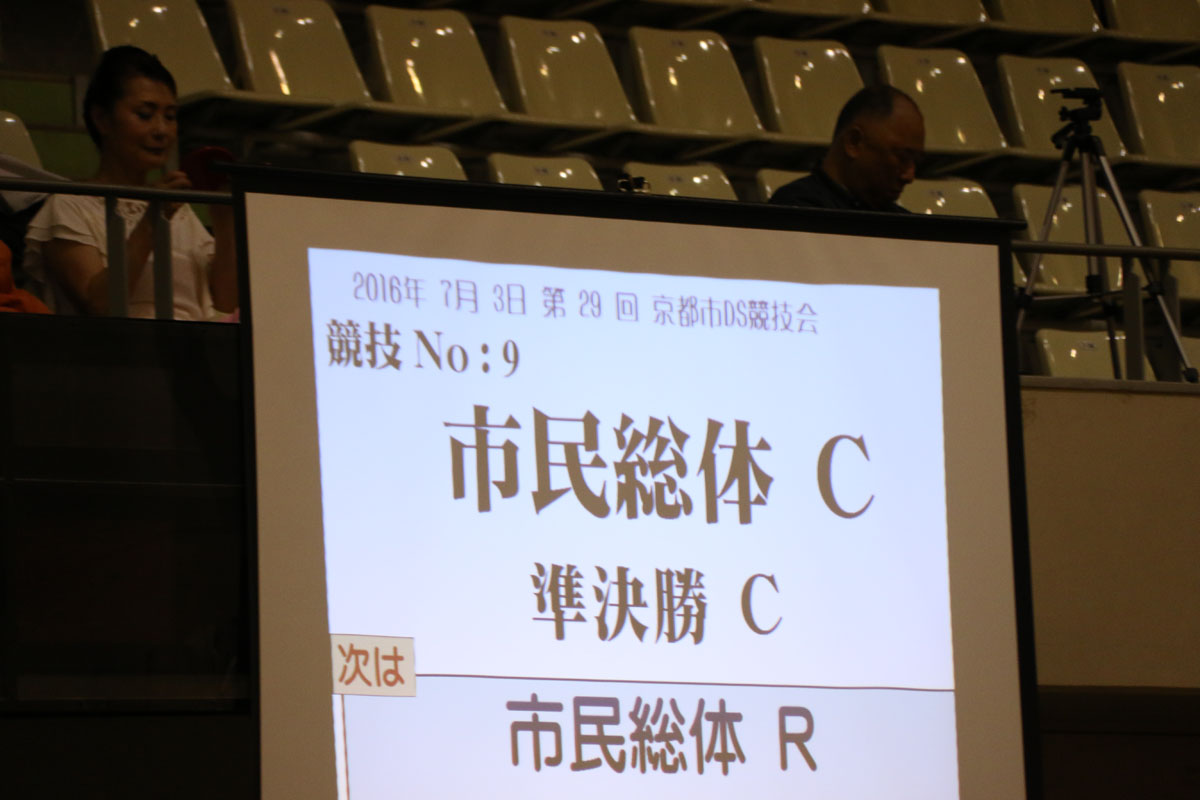 2016年 7月 3日 第 29 回 京都市DS競技会
競技 No：9
市民総体 C
準決勝 C
次は
市民総体 R